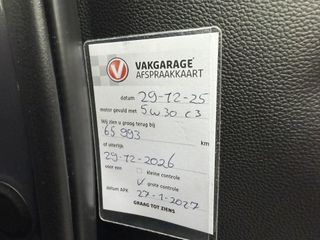 VAKGARAGE
AFSPRAAKKAART
datum 29-12-25
motor gevuld met 5w30 c3
Wij zien u graag terug bij
65 993 km
of uiterlijk
29-12-2026
voor een kleine controle
✓ grote controle
datum APK 27-1-2027
GRAAG TOT ZIENS